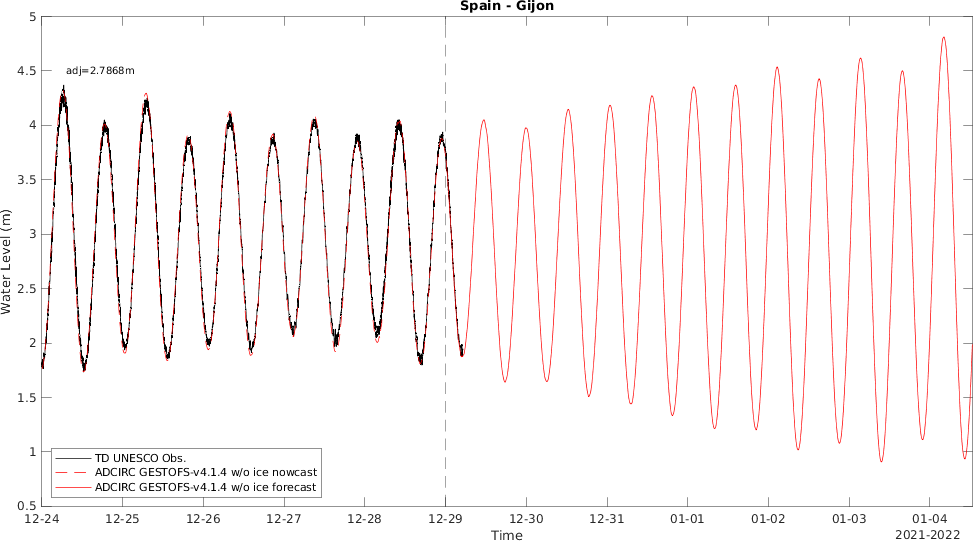 Spain - Gijon
5
4.5
4
3.5
3
2.5
2
1.5
1
0.5
Water Level (m)
adj=2.7868m
TD UNESCO Obs.
ADCIRC GESTOFS-v4.1.4 w/o ice nowcast
ADCIRC GESTOFS-v4.1.4 w/o ice forecast
12-24 12-25 12-26 12-27 12-28 12-29 12-30 12-31 01-01 01-02 01-03 01-04
Time
2021-2022